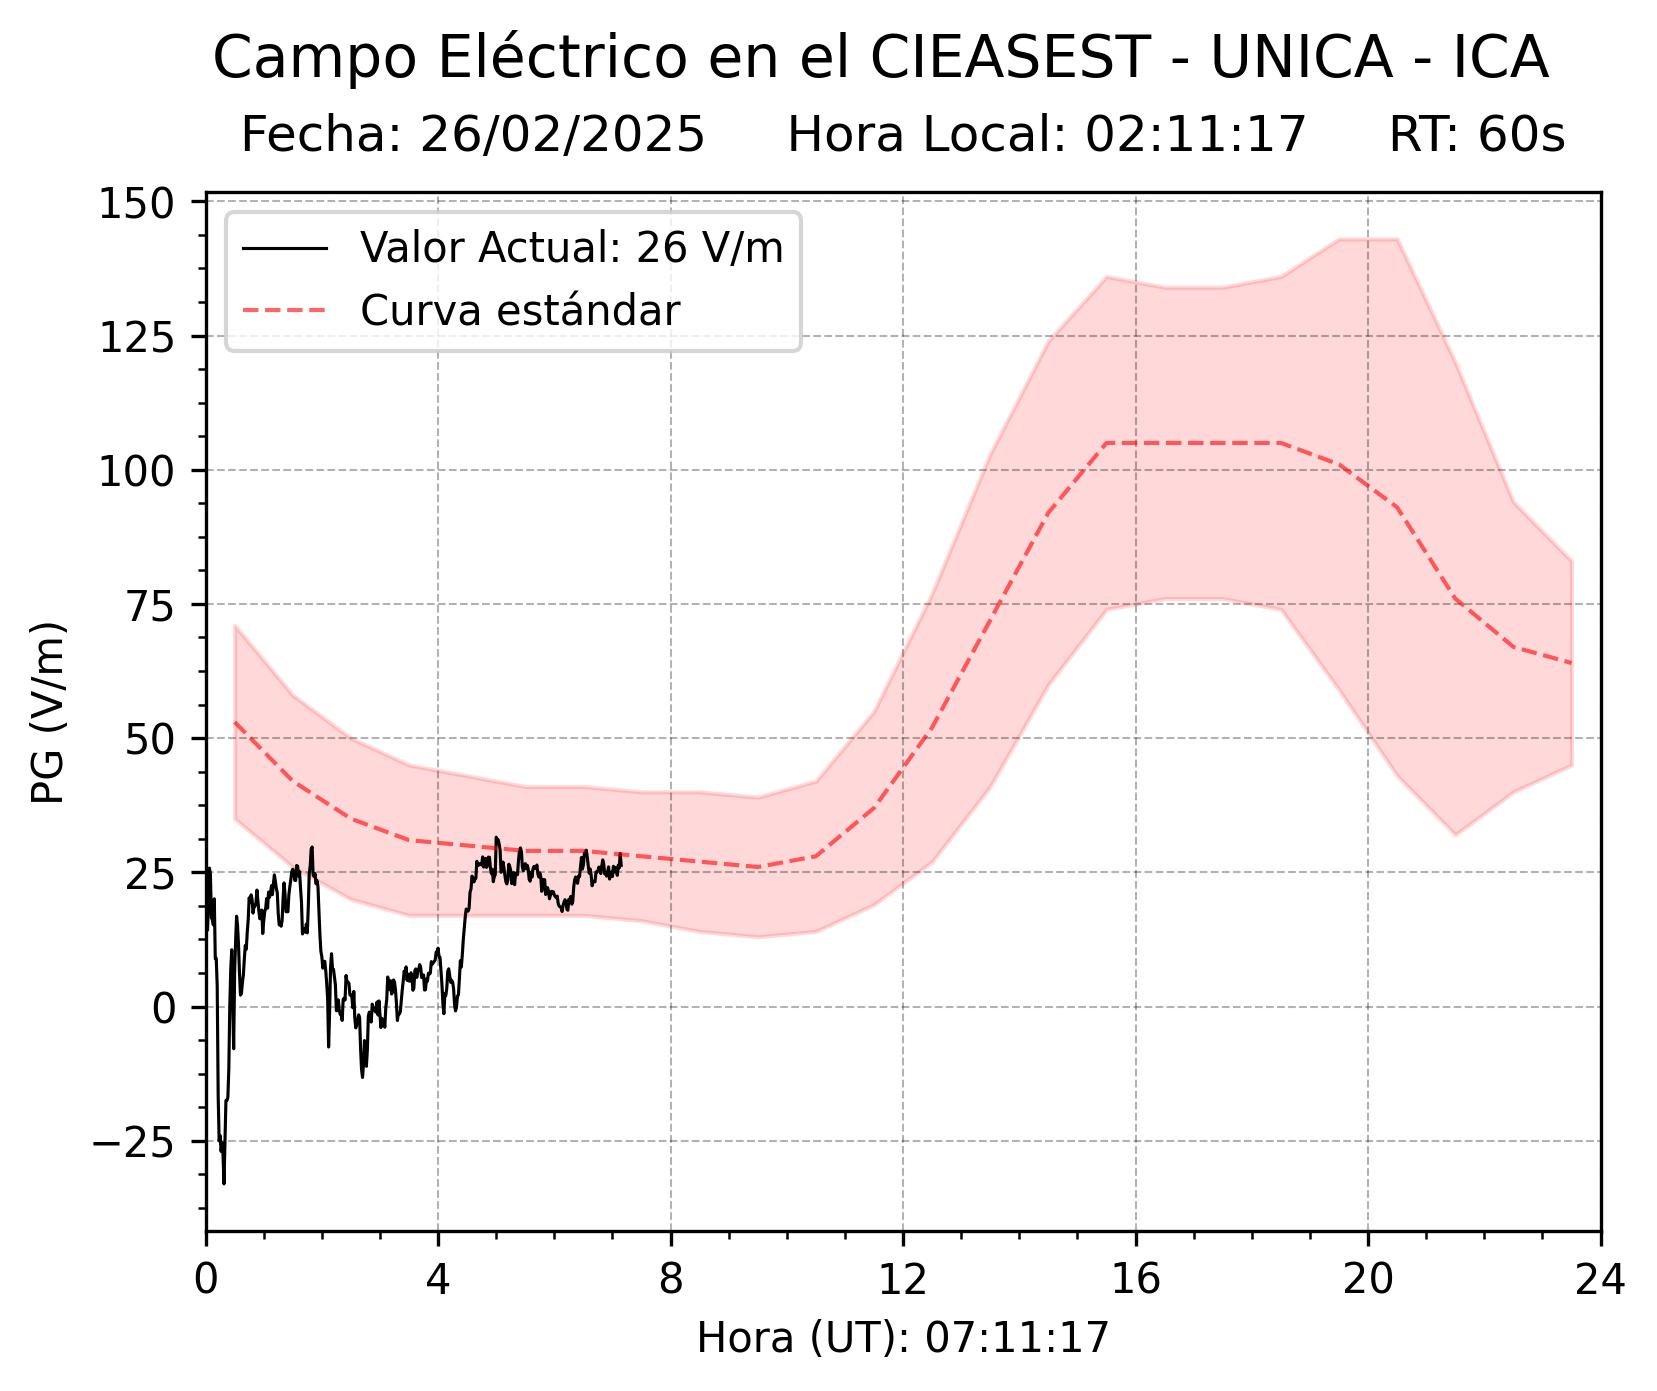 Campo Eléctrico en el CIEASEST - UNICA - ICA
Fecha: 26/02/2025 Hora Local: 02:11:17 RT: 60s
150
125
100
75
50
25
0
−25
PG (V/m)
Valor Actual: 26 V/m
Curva estándar
0 4 8 12 16 20 24
Hora (UT): 07:11:17